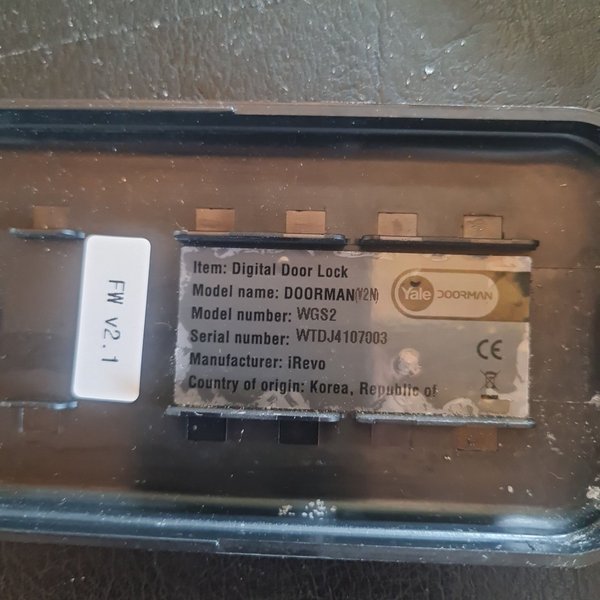 FW v2.1
Item: Digital Door Lock
Model name: DOORMAN(V2N)
Model number: WGS2
Serial number: WTDJ4107003
Manufacturer: iRevo
Country of origin: Korea, Republic of
Yale DOORMAN
CE